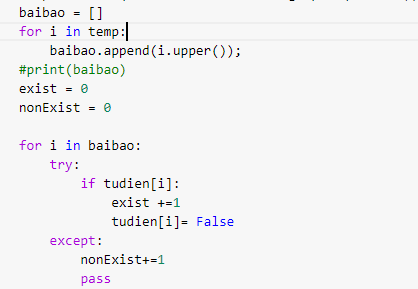 baibao = []
for i in temp:
    baibao.append(i.upper());
#print(baibao)
exist = 0
nonExist = 0
for i in baibao:
    try:
        if tudien[i]:
            exist +=1
            tudien[i]= False
    except:
        nonExist+=1
        pass